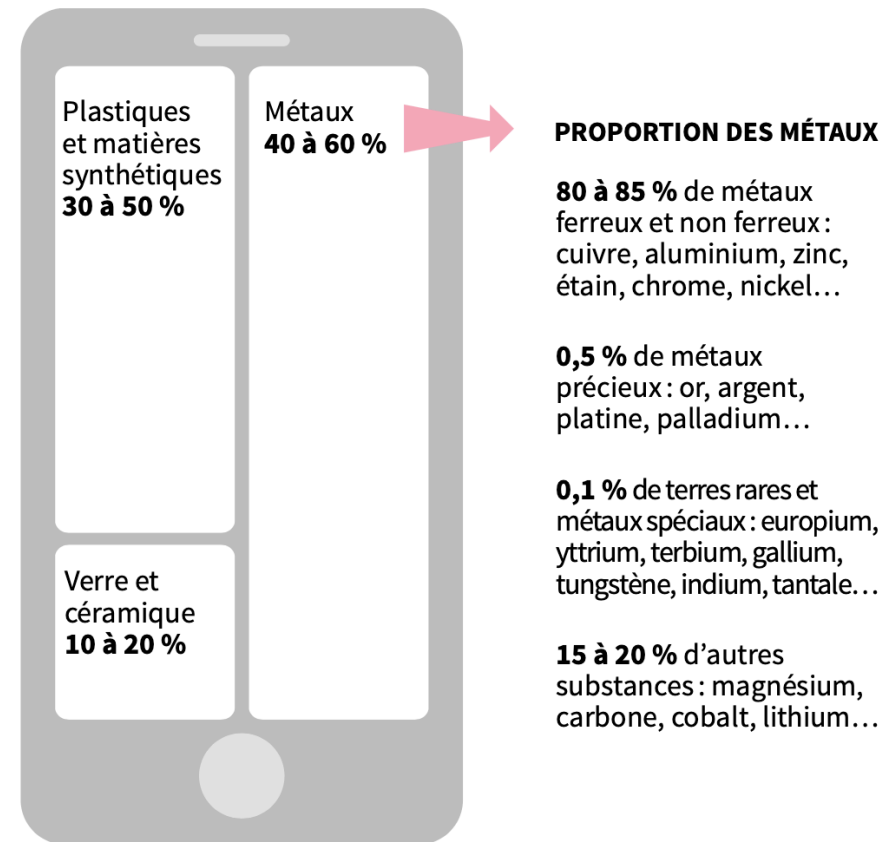 Plastiques
et matières
synthétiques
30 à 50 %
Métaux
40 à 60 %
Verre et
céramique
10 à 20 %
PROPORTION DES MÉTAUX
80 à 85 % de métaux
ferreux et non ferreux :
cuivre, aluminium, zinc,
étain, chrome, nickel…
0,5 % de métaux
précieux : or, argent,
platine, palladium…
0,1 % de terres rares et
métaux spéciaux : europium,
yttrium, terbium, gallium,
tungstène, indium, tantale…
15 à 20 % d’autres
substances : magnésium,
carbone, cobalt, lithium…